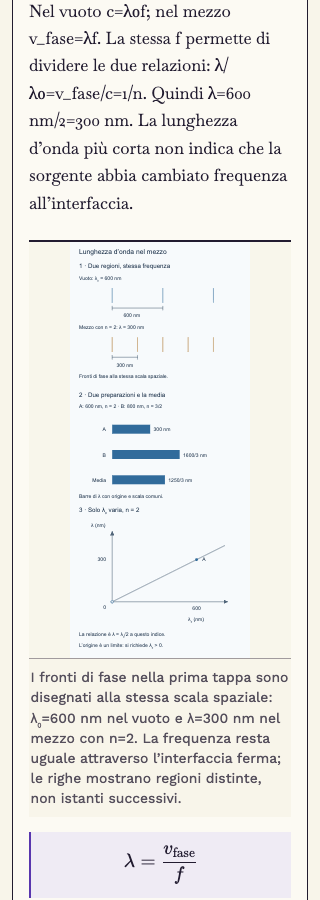 Nel vuoto c=λ₀f; nel mezzo
v_fase=λf. La stessa f permette di
dividere le due relazioni: λ/
λ₀=v_fase/c=1/n. Quindi λ=600
nm/2=300 nm. La lunghezza
d’onda più corta non indica che la
sorgente abbia cambiato frequenza
all’interfaccia.
Lunghezza d’onda nel mezzo
1 · Due regioni, stessa frequenza
Vuoto: λ₀ = 600 nm
600 nm
Mezzo con n = 2: λ = 300 nm
300 nm
Fronti di fase alla stessa scala spaziale.
2 · Due preparazioni e la media
A: 600 nm, n = 2 · B: 800 nm, n = 3/2
A 300 nm
B 1600/3 nm
Media 1250/3 nm
Barre di λ con origine e scala comuni.
3 · Solo λ₀ varia, n = 2
λ (nm)
300
A
0
600
λ₀ (nm)
La relazione è λ = λ₀/2 a questo indice.
L’origine è un limite: si richiede λ₀ > 0.
I fronti di fase nella prima tappa sono
disegnati alla stessa scala spaziale:
λ₀=600 nm nel vuoto e λ=300 nm nel
mezzo con n=2. La frequenza resta
uguale attraverso l’interfaccia ferma;
le righe mostrano regioni distinte,
non istanti successivi.
λ = v_fase / f